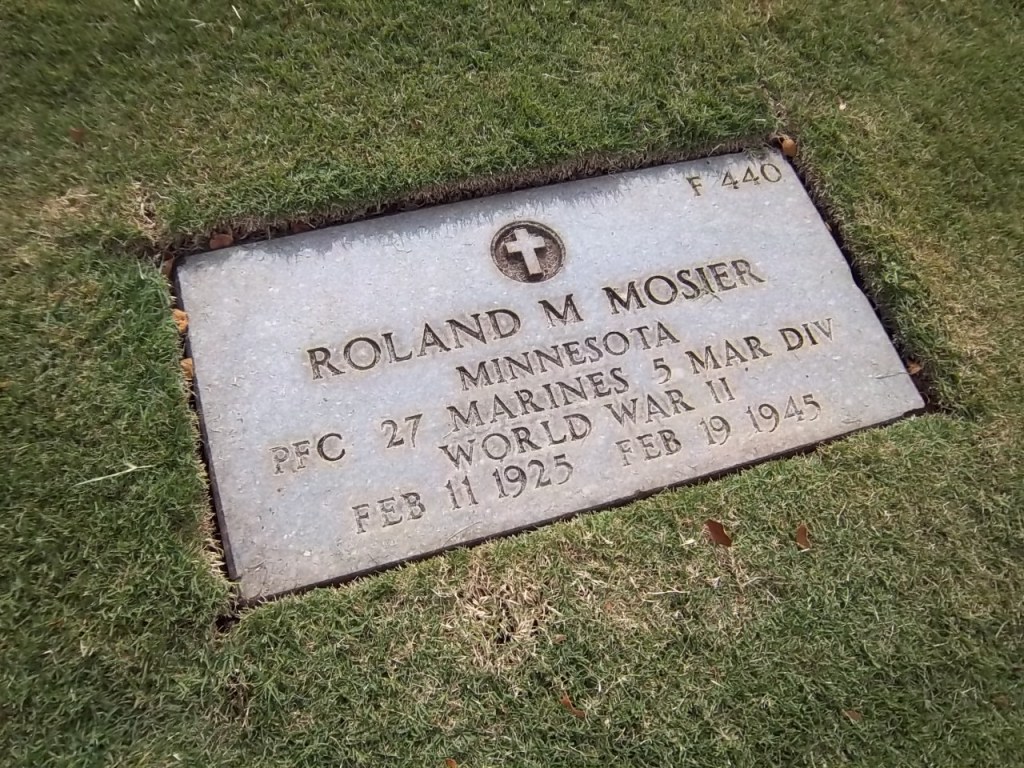 F 440
ROLAND M MOSIER
MINNESOTA
PFC 27 MARINES 5 MAR DIV
WORLD WAR II
FEB 11 1925 FEB 19 1945